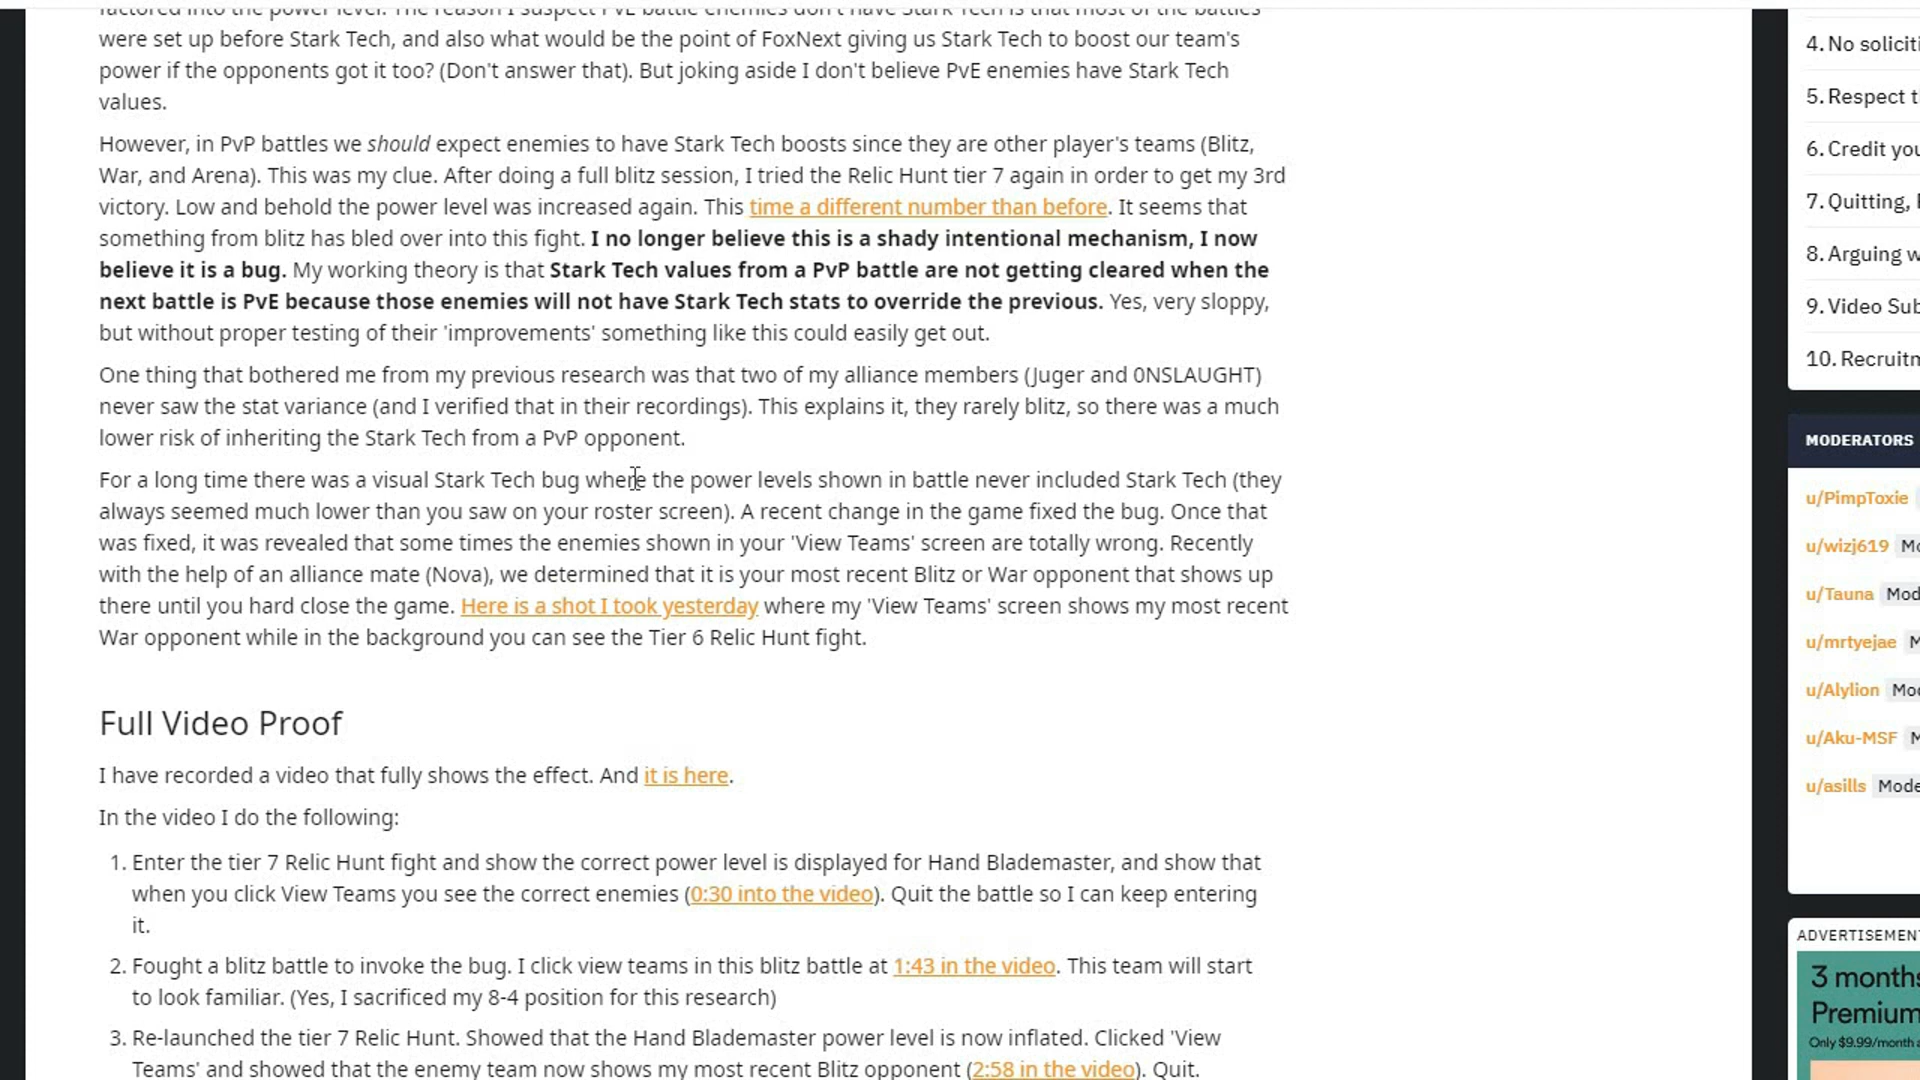 factored into the power level. The reason I suspect PvE battle enemies don't have Stark Tech is that most of the battles
were set up before Stark Tech, and also what would be the point of FoxNext giving us Stark Tech to boost our team's
power if the opponents got it too? (Don't answer that). But joking aside I don't believe PvE enemies have Stark Tech
values.
However, in PvP battles we should expect enemies to have Stark Tech boosts since they are other player's teams (Blitz,
War, and Arena). This was my clue. After doing a full blitz session, I tried the Relic Hunt tier 7 again in order to get my 3rd
victory. Low and behold the power level was increased again. This time a different number than before. It seems that
something from blitz has bled over into this fight. I no longer believe this is a shady intentional mechanism, I now
believe it is a bug. My working theory is that Stark Tech values from a PvP battle are not getting cleared when the
next battle is PvE because those enemies will not have Stark Tech stats to override the previous. Yes, very sloppy,
but without proper testing of their 'improvements' something like this could easily get out.
One thing that bothered me from my previous research was that two of my alliance members (Juger and 0NSLAUGHT)
never saw the stat variance (and I verified that in their recordings). This explains it, they rarely blitz, so there was a much
lower risk of inheriting the Stark Tech from a PvP opponent.
For a long time there was a visual Stark Tech bug where the power levels shown in battle never included Stark Tech (they
always seemed much lower than you saw on your roster screen). A recent change in the game fixed the bug. Once that
was fixed, it was revealed that some times the enemies shown in your 'View Teams' screen are totally wrong. Recently
with the help of an alliance mate (Nova), we determined that it is your most recent Blitz or War opponent that shows up
there until you hard close the game. Here is a shot I took yesterday where my 'View Teams' screen shows my most recent
War opponent while in the background you can see the Tier 6 Relic Hunt fight.
Full Video Proof
I have recorded a video that fully shows the effect. And it is here.
In the video I do the following:
1. Enter the tier 7 Relic Hunt fight and show the correct power level is displayed for Hand Blademaster, and show that
when you click View Teams you see the correct enemies (0:30 into the video). Quit the battle so I can keep entering
it.
2. Fought a blitz battle to invoke the bug. I click view teams in this blitz battle at 1:43 in the video. This team will start
to look familiar. (Yes, I sacrificed my 8-4 position for this research)
3. Re-launched the tier 7 Relic Hunt. Showed that the Hand Blademaster power level is now inflated. Clicked 'View
Teams' and showed that the enemy team now shows my most recent Blitz opponent (2:58 in the video). Quit.
4. No soliciti
5. Respect t
6. Credit you
7. Quitting,
8. Arguing w
9. Video Sub
10. Recruitm
MODERATORS
u/PimpToxie
u/wizj619 Mo
u/Tauna Mod
u/mrtyejae M
u/Alylion Mod
u/Aku-MSF M
u/asills Mode
ADVERTISEMEN
3 months
Premium
Only $9.99/month a